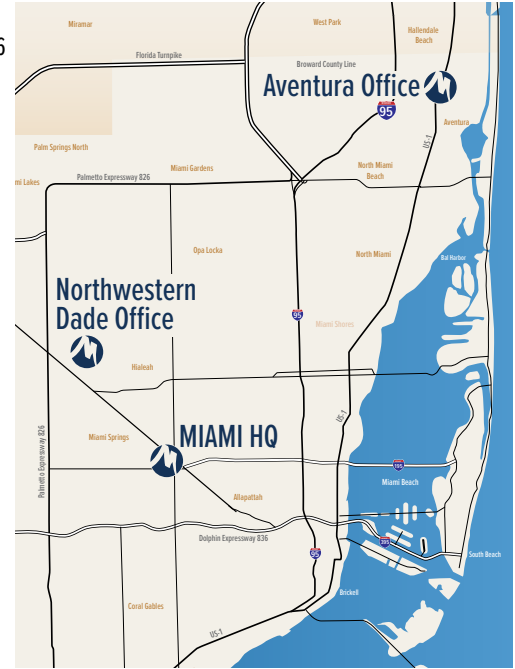 6
Miramar
West Park
Hallendale
Beach
Florida Turnpike
Broward County Line
Aventura Office
95
Aventura
Palm Springs North
US-1
mi Lakes
Palmetto Expressway 826
Miami Gardens
North Miami
Beach
Opa Locka
North Miami
Bal Harbor
Northwestern
Dade Office
95
Miami Shores
Hialeah
US-1
Palmetto Expressway 826
Miami Springs
MIAMI HQ
195
Miami Beach
Allapattah
Dolphin Expressway 836
395
95
South Beach
Brickell
Coral Gables
US-1